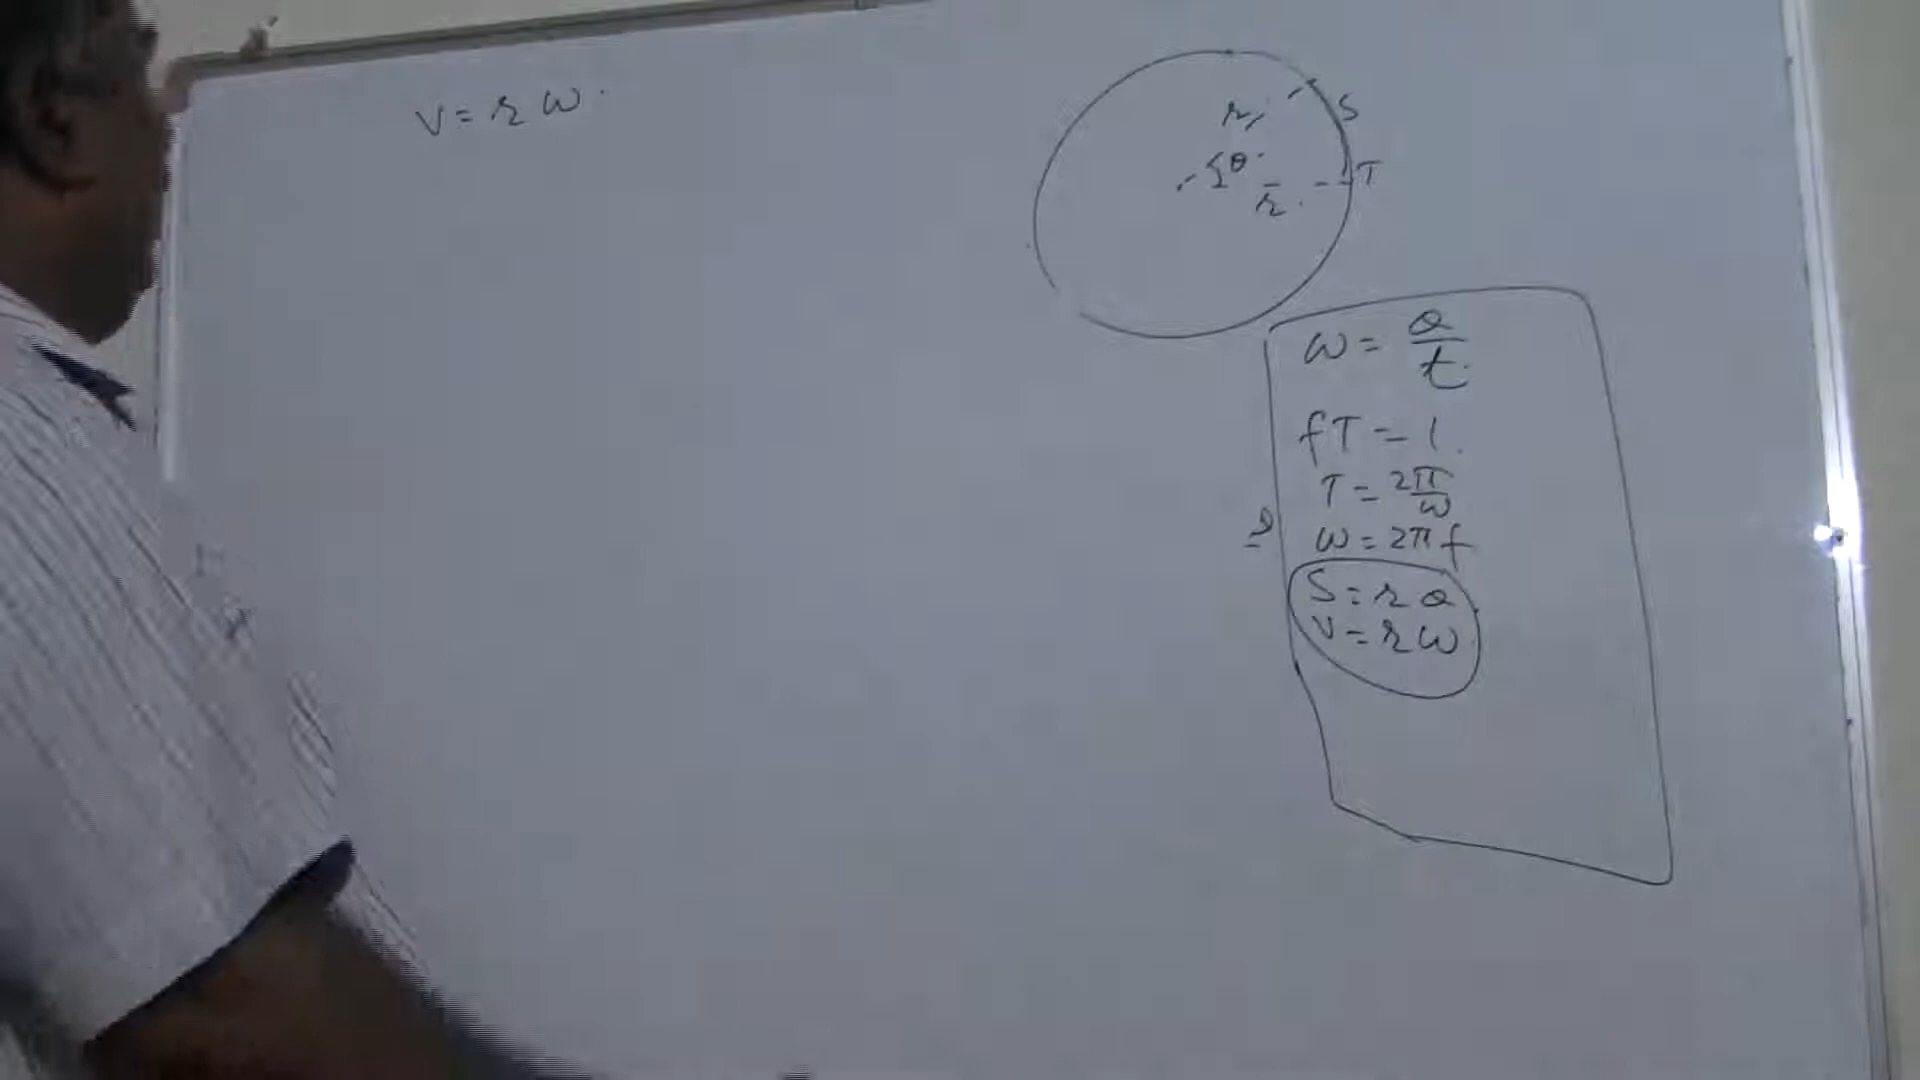 V = r ω.
r
S
θ
T
r
ω = θ/t
fT = 1.
T = 2π/ω
ω = 2πf
S = r θ
V = r ω